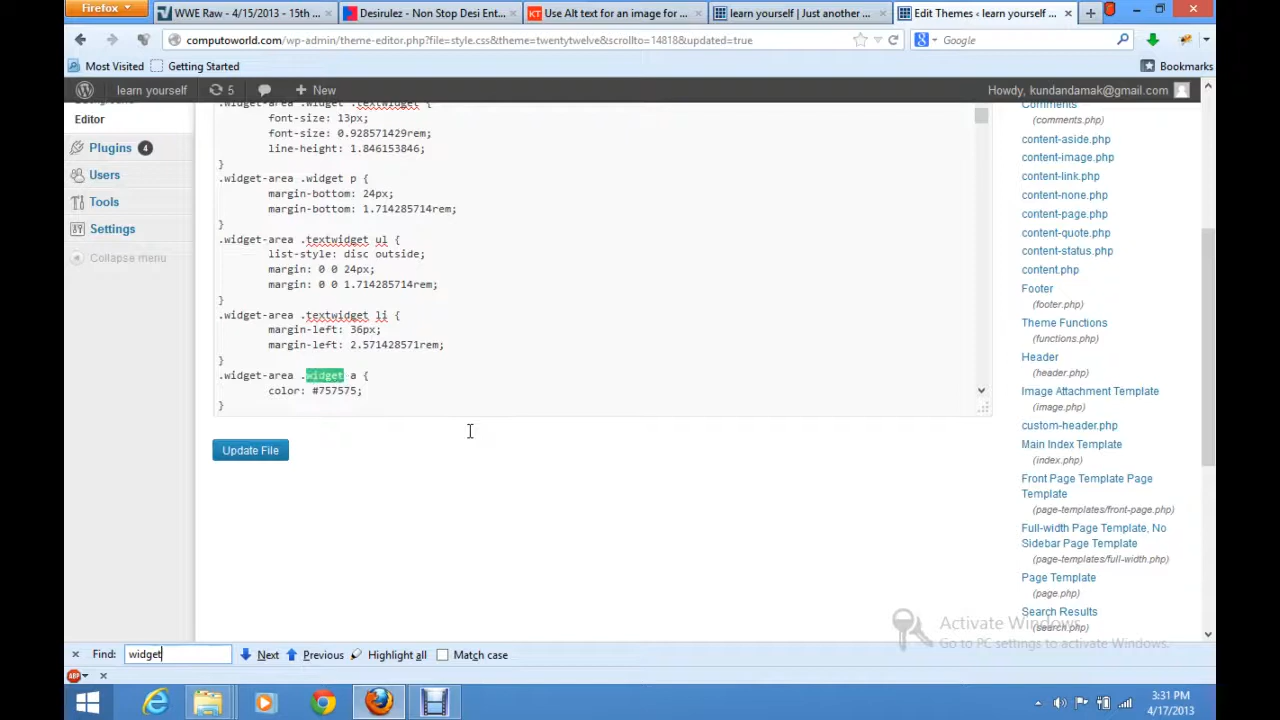 Firefox
WWE Raw - 4/15/2013 - 15th ...
Desirulez - Non Stop Desi Ent...
Use Alt text for an image for ...
learn yourself | Just another ...
Edit Themes ‹ learn yourself ...
computoworld.com/wp-admin/theme-editor.php?file=style.css&theme=twentytwelve&scrollto=14818&updated=true
Google
Most Visited
Getting Started
Bookmarks
learn yourself
5
New
Howdy, kundandamak@gmail.com
Editor
Plugins 4
Users
Tools
Settings
Collapse menu
.widget-area .widget .textwidget {
font-size: 13px;
font-size: 0.928571429rem;
line-height: 1.846153846;
}
.widget-area .widget p {
margin-bottom: 24px;
margin-bottom: 1.714285714rem;
}
.widget-area .textwidget ul {
list-style: disc outside;
margin: 0 0 24px;
margin: 0 0 1.714285714rem;
}
.widget-area .textwidget li {
margin-left: 36px;
margin-left: 2.571428571rem;
}
.widget-area .widget a {
color: #757575;
}
Update File
Comments
(comments.php)
content-aside.php
content-image.php
content-link.php
content-none.php
content-page.php
content-quote.php
content-status.php
content.php
Footer
(footer.php)
Theme Functions
(functions.php)
Header
(header.php)
Image Attachment Template
(image.php)
custom-header.php
Main Index Template
(index.php)
Front Page Template Page
Template
(page-templates/front-page.php)
Full-width Page Template, No
Sidebar Page Template
(page-templates/full-width.php)
Page Template
(page.php)
Search Results
(search.php)
Activate Windows
Go to PC settings to activate Windows.
Find: widget
Next
Previous
Highlight all
Match case
ABP
3:31 PM
4/17/2013